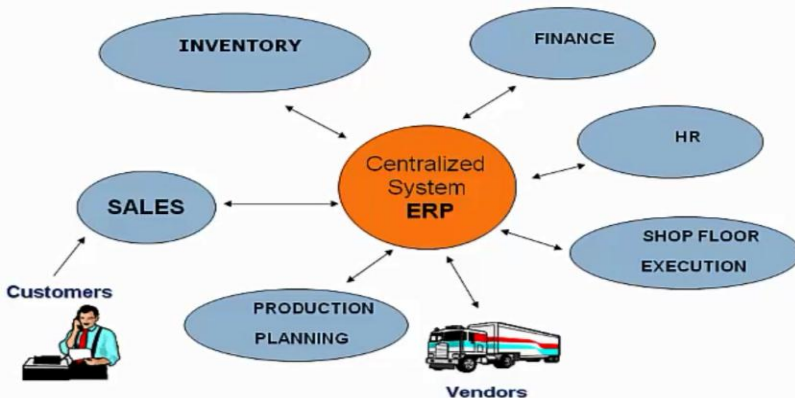 INVENTORY
FINANCE
Centralized
System
ERP
HR
SALES
SHOP FLOOR
EXECUTION
Customers
PRODUCTION
PLANNING
Vendors